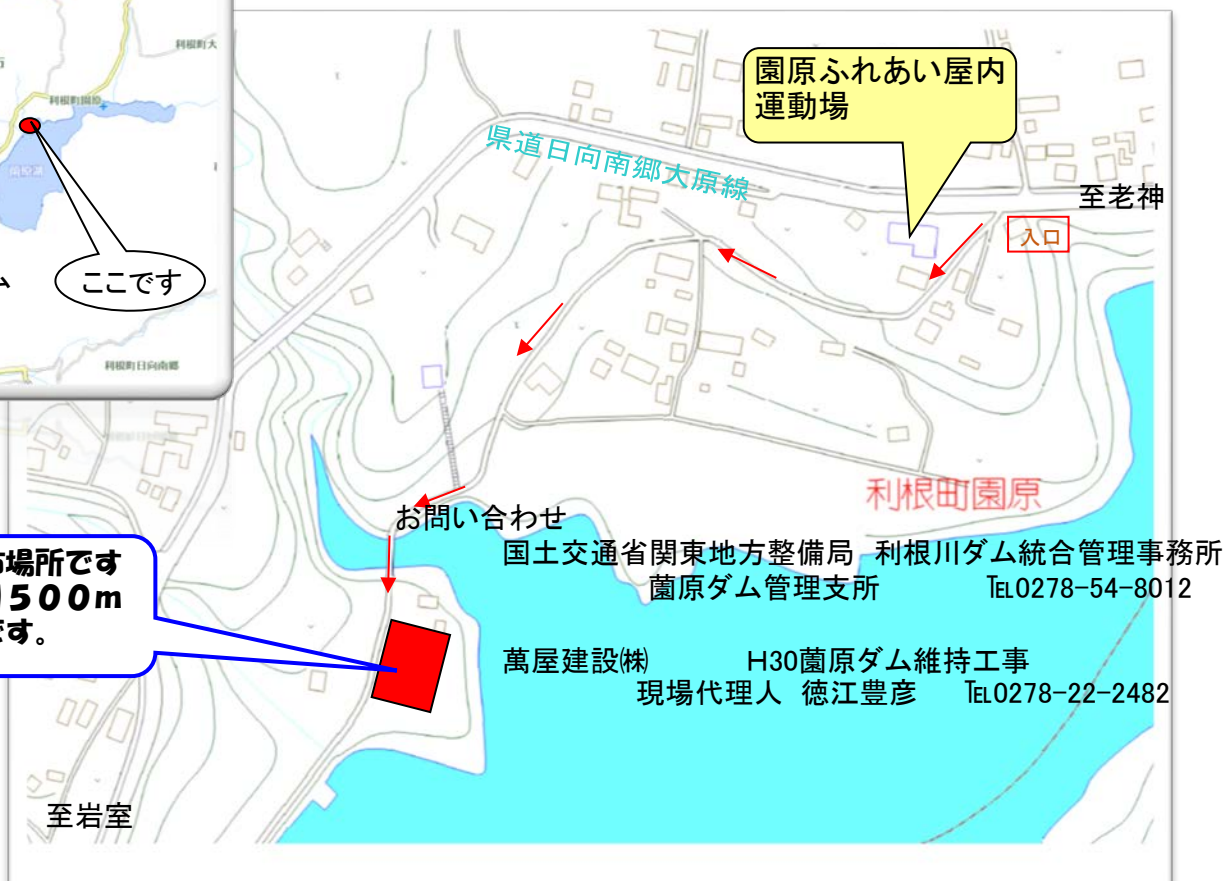 利根町大
利根町園原
ここです
利根町日向南郷
園原ふれあい屋内
運動場
県道日向南郷大原線
至老神
入口
利根町園原
お問い合わせ
国土交通省関東地方整備局 利根川ダム統合管理事務所
薗原ダム管理支所 ℡0278-54-8012
場所です
500m
です。
萬屋建設㈱ H30薗原ダム維持工事
現場代理人 徳江豊彦 ℡0278-22-2482
至岩室